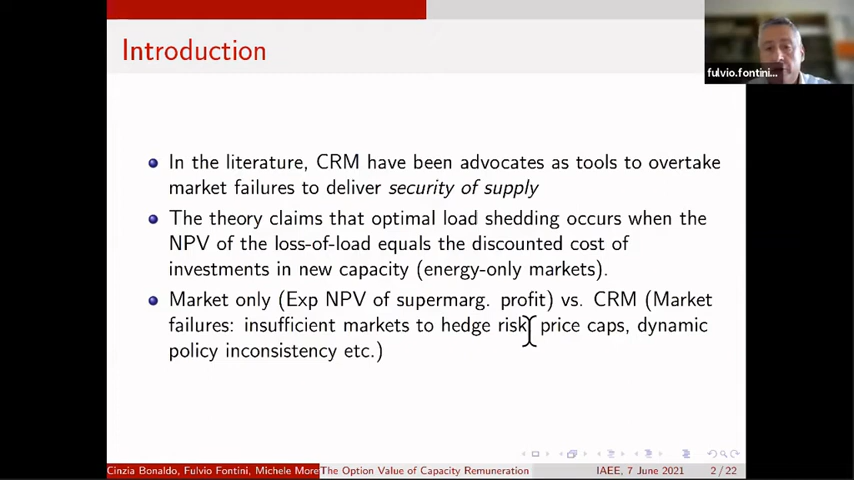 Introduction
fulvio.fontini...
In the literature, CRM have been advocates as tools to overtake
market failures to deliver security of supply
The theory claims that optimal load shedding occurs when the
NPV of the loss-of-load equals the discounted cost of
investments in new capacity (energy-only markets).
Market only (Exp NPV of supermarg. profit) vs. CRM (Market
failures: insufficient markets to hedge risk, price caps, dynamic
policy inconsistency etc.)
Cinzia Bonaldo, Fulvio Fontini, Michele More The Option Value of Capacity Remuneration IAEE, 7 June 2021 2/22